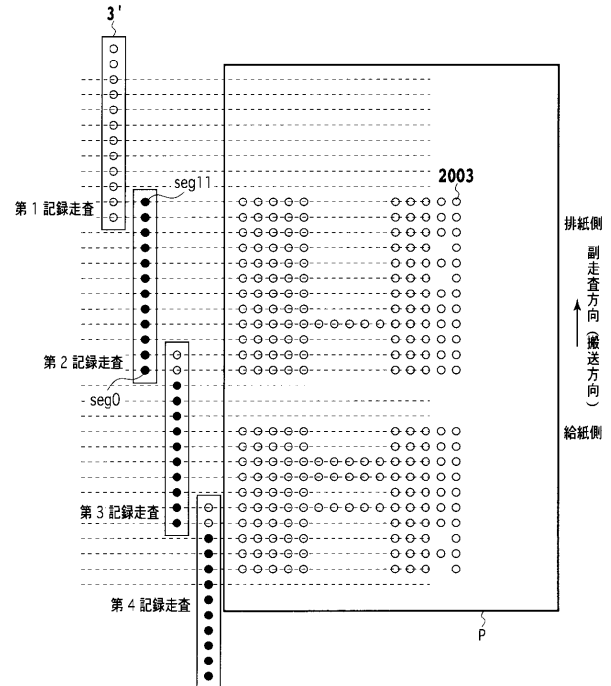 3'
seg11
2003
第1記録走査
排紙側
副走査方向(搬送方向)
第2記録走査
seg0
給紙側
第3記録走査
第4記録走査
P